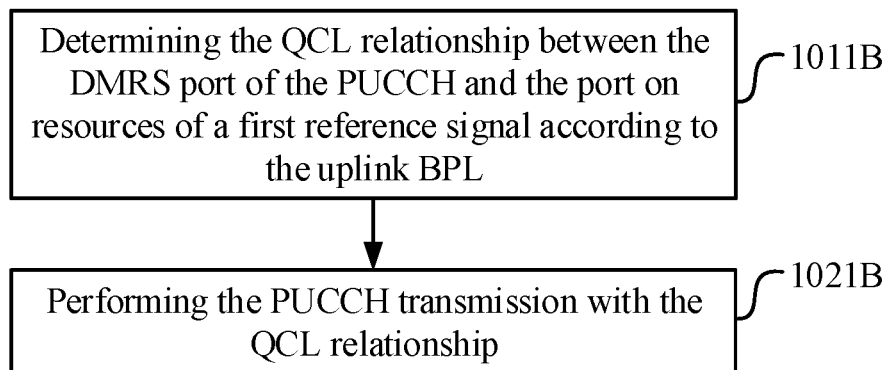 Determining the QCL relationship between the
DMRS port of the PUCCH and the port on
resources of a first reference signal according to
the uplink BPL
1011B
Performing the PUCCH transmission with the
QCL relationship
1021B